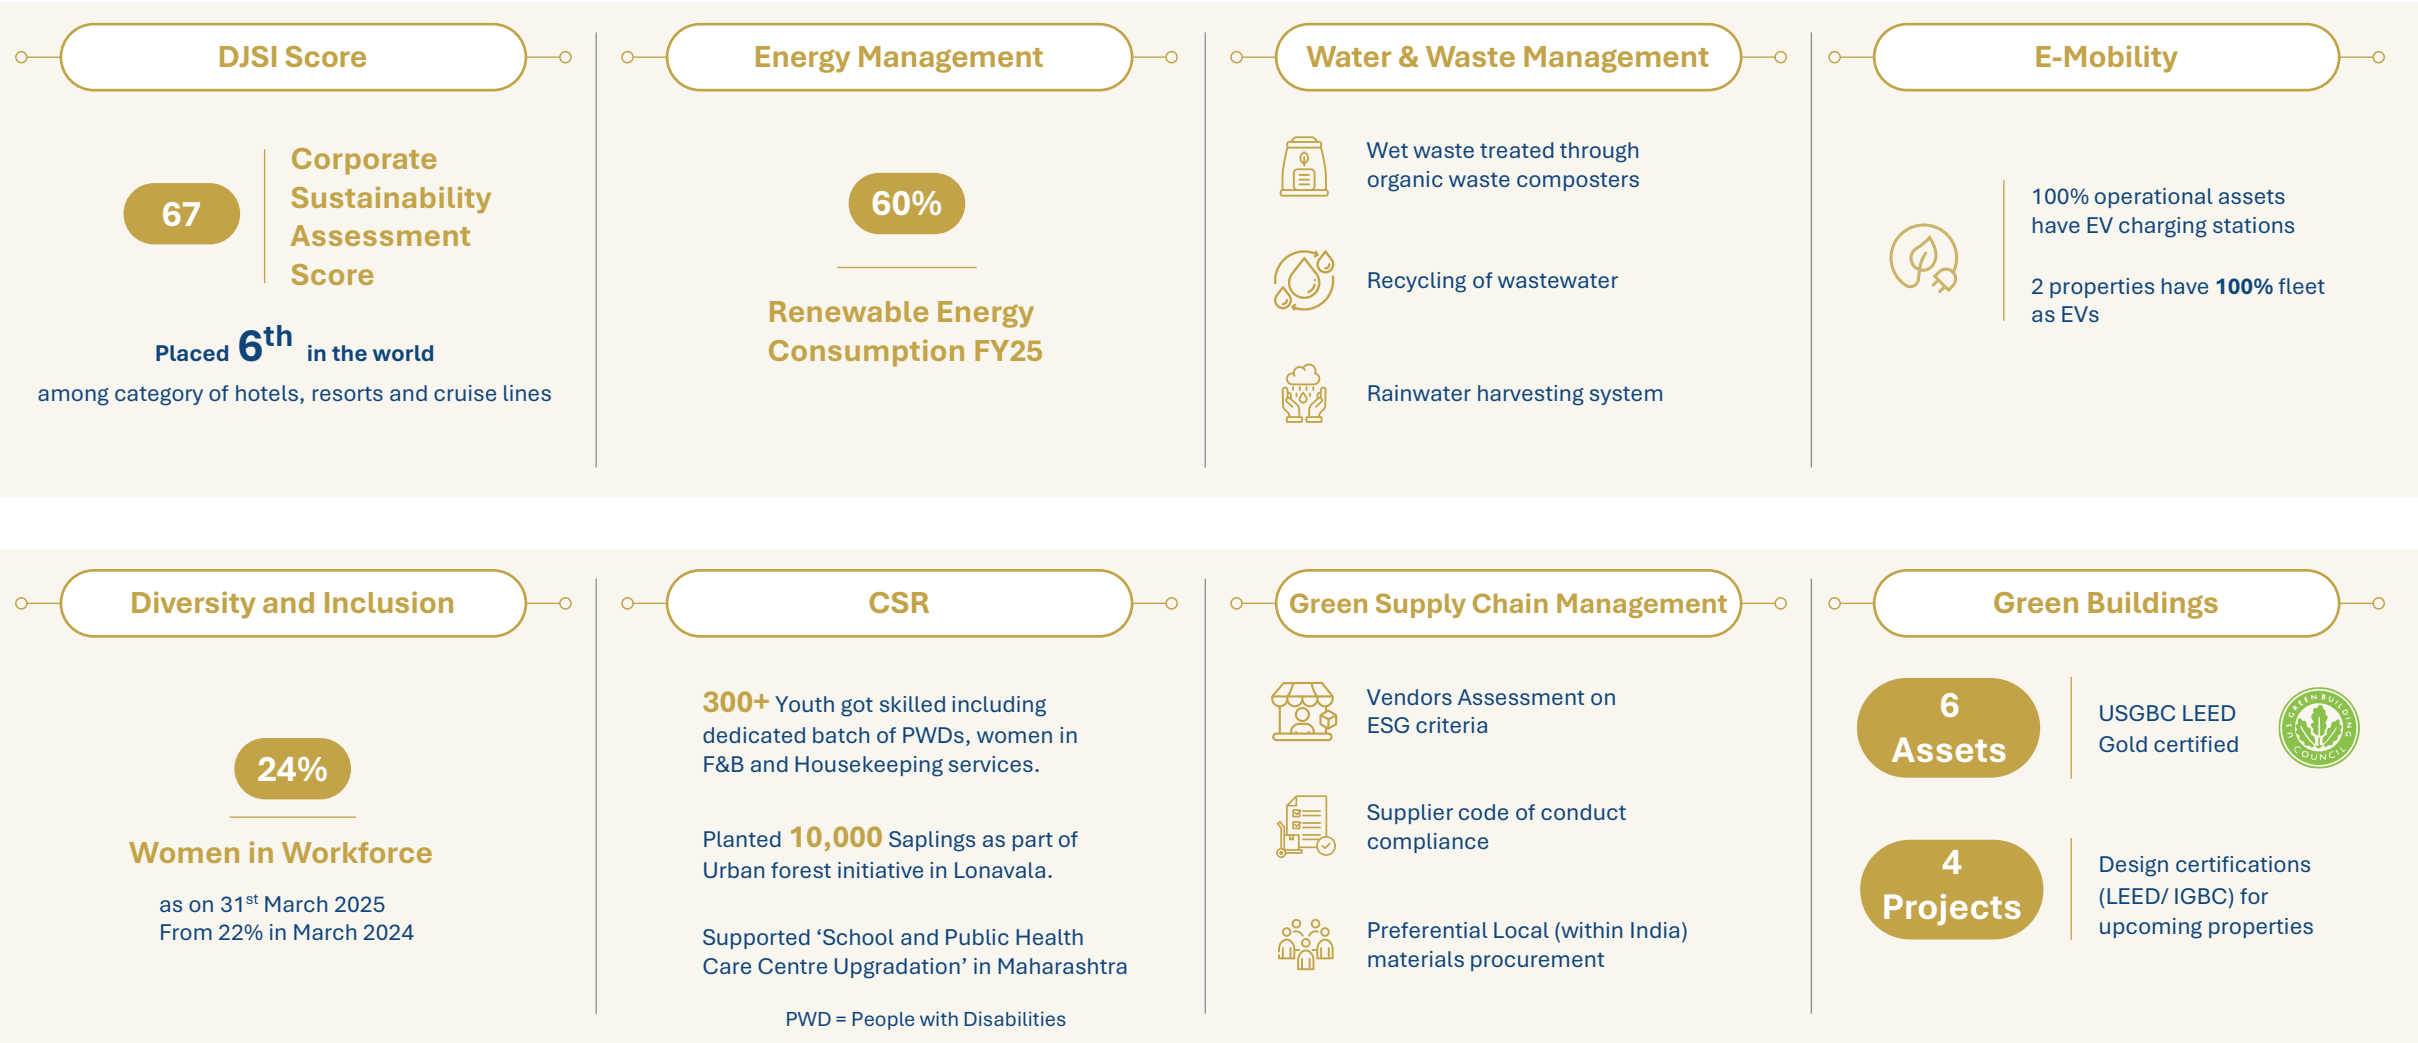 DJSI Score
67
Corporate
Sustainability
Assessment
Score
Placed 6th in the world
among category of hotels, resorts and cruise lines
Energy Management
60%
Renewable Energy
Consumption FY25
Water & Waste Management
Wet waste treated through
organic waste composters
Recycling of wastewater
Rainwater harvesting system
E-Mobility
100% operational assets
have EV charging stations
2 properties have 100% fleet
as EVs
Diversity and Inclusion
24%
Women in Workforce
as on 31st March 2025
From 22% in March 2024
CSR
300+ Youth got skilled including
dedicated batch of PWDs, women in
F&B and Housekeeping services.
Planted 10,000 Saplings as part of
Urban forest initiative in Lonavala.
Supported ‘School and Public Health
Care Centre Upgradation’ in Maharashtra
PWD = People with Disabilities
Green Supply Chain Management
Vendors Assessment on
ESG criteria
Supplier code of conduct
compliance
Preferential Local (within India)
materials procurement
Green Buildings
6
Assets
USGBC LEED
Gold certified
U.S. GREEN BUILDING COUNCIL
4
Projects
Design certifications
(LEED/ IGBC) for
upcoming properties